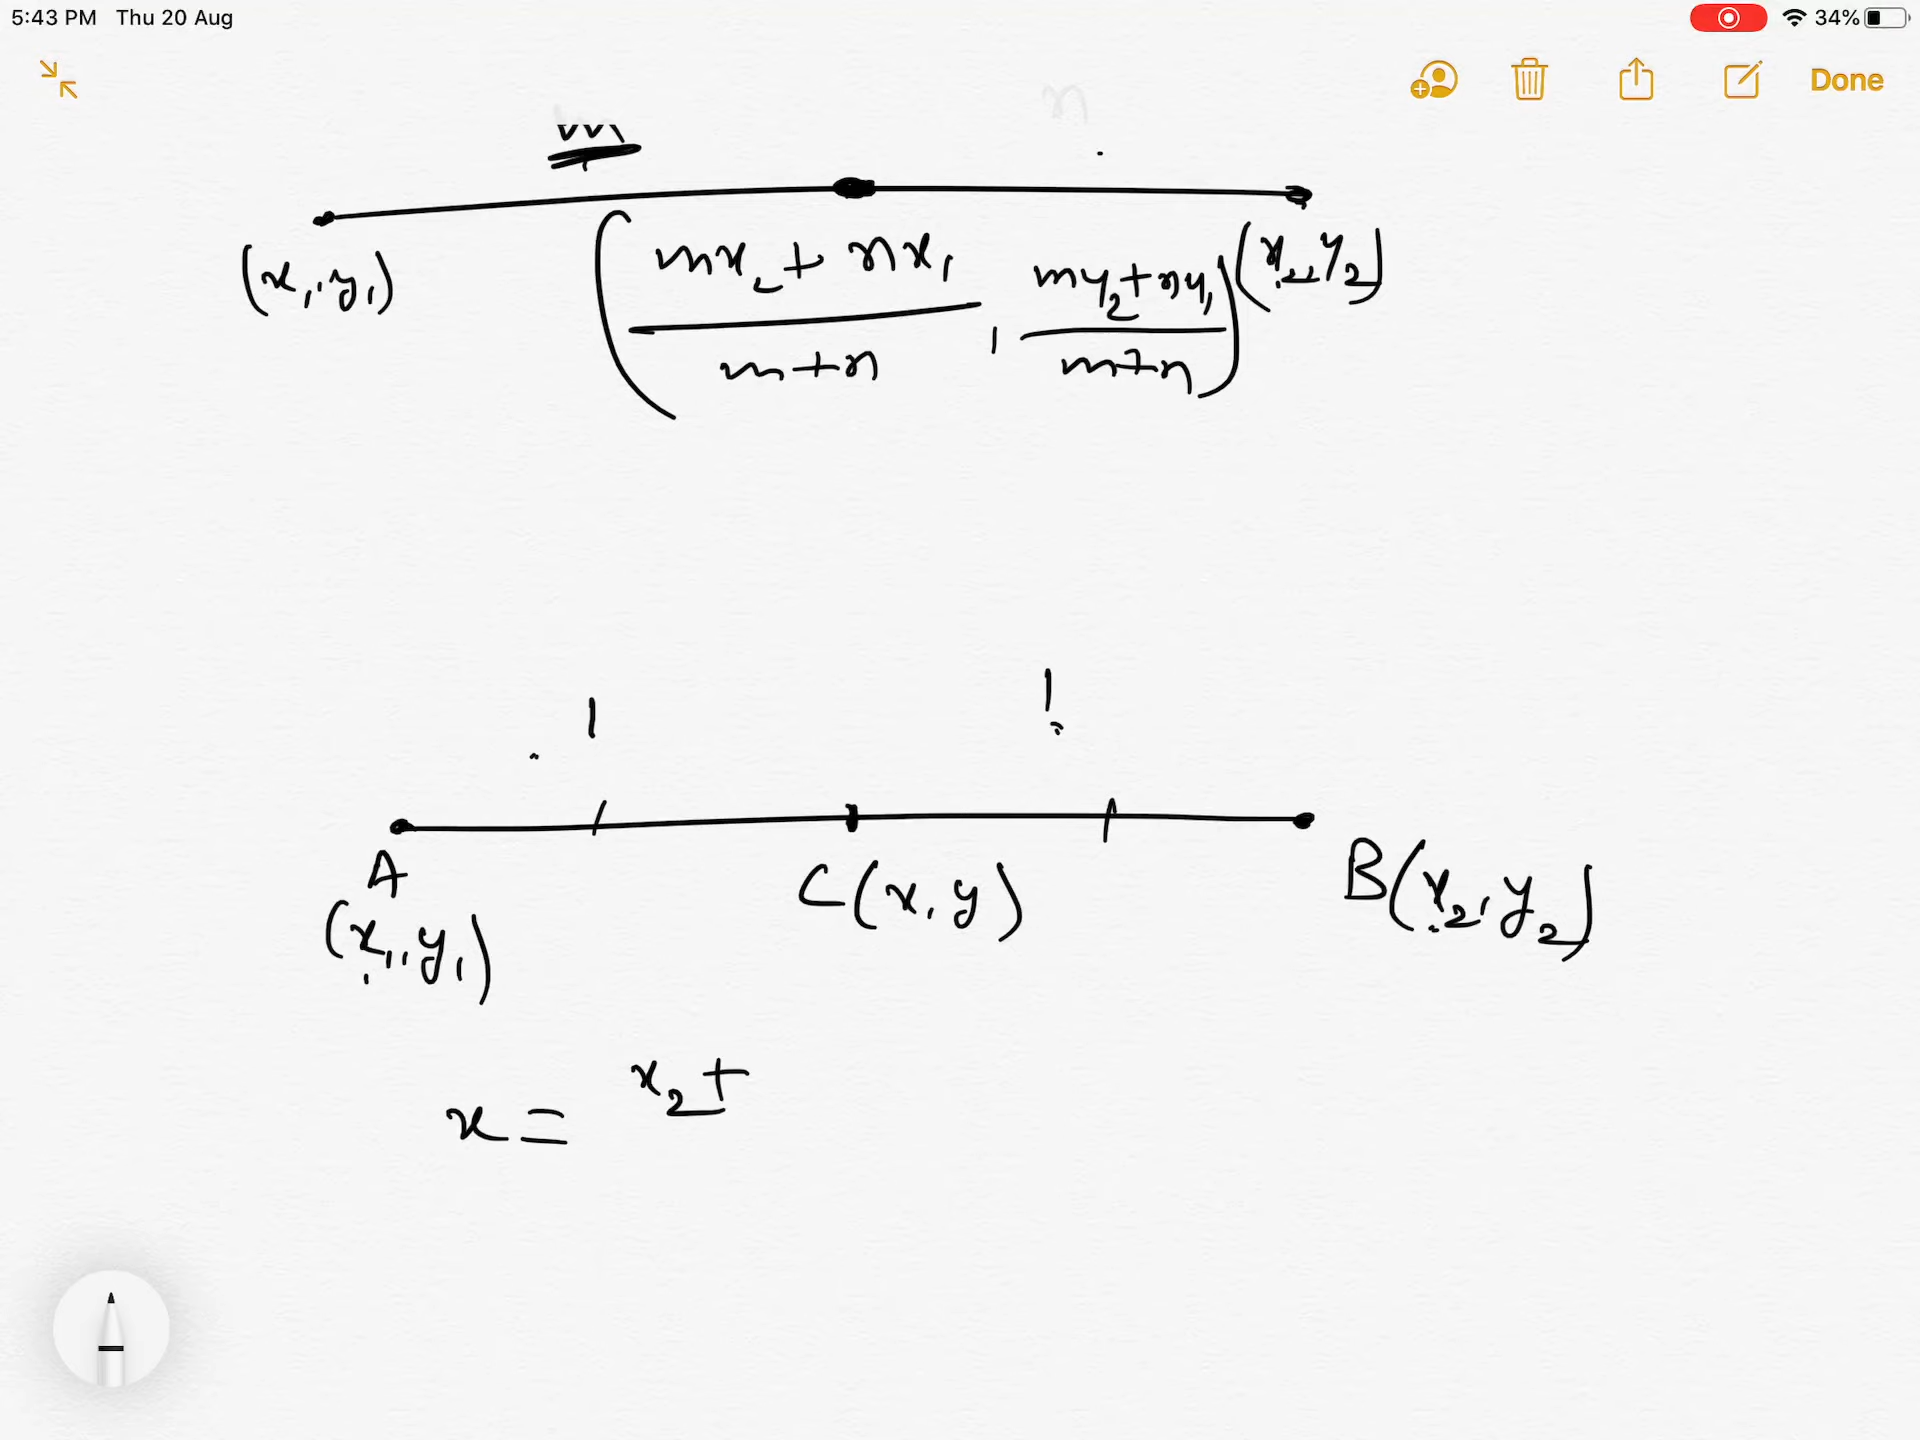 5:43 PM Thu 20 Aug 34%
Done
m n
(x₁, y₁) (mx₂ + nx₁ / m+n , my₂ + ny₁ / m+n) (x₂, y₂)
1 1
A C(x, y) B(x₂, y₂)
(x₁, y₁)
x = x₂ +